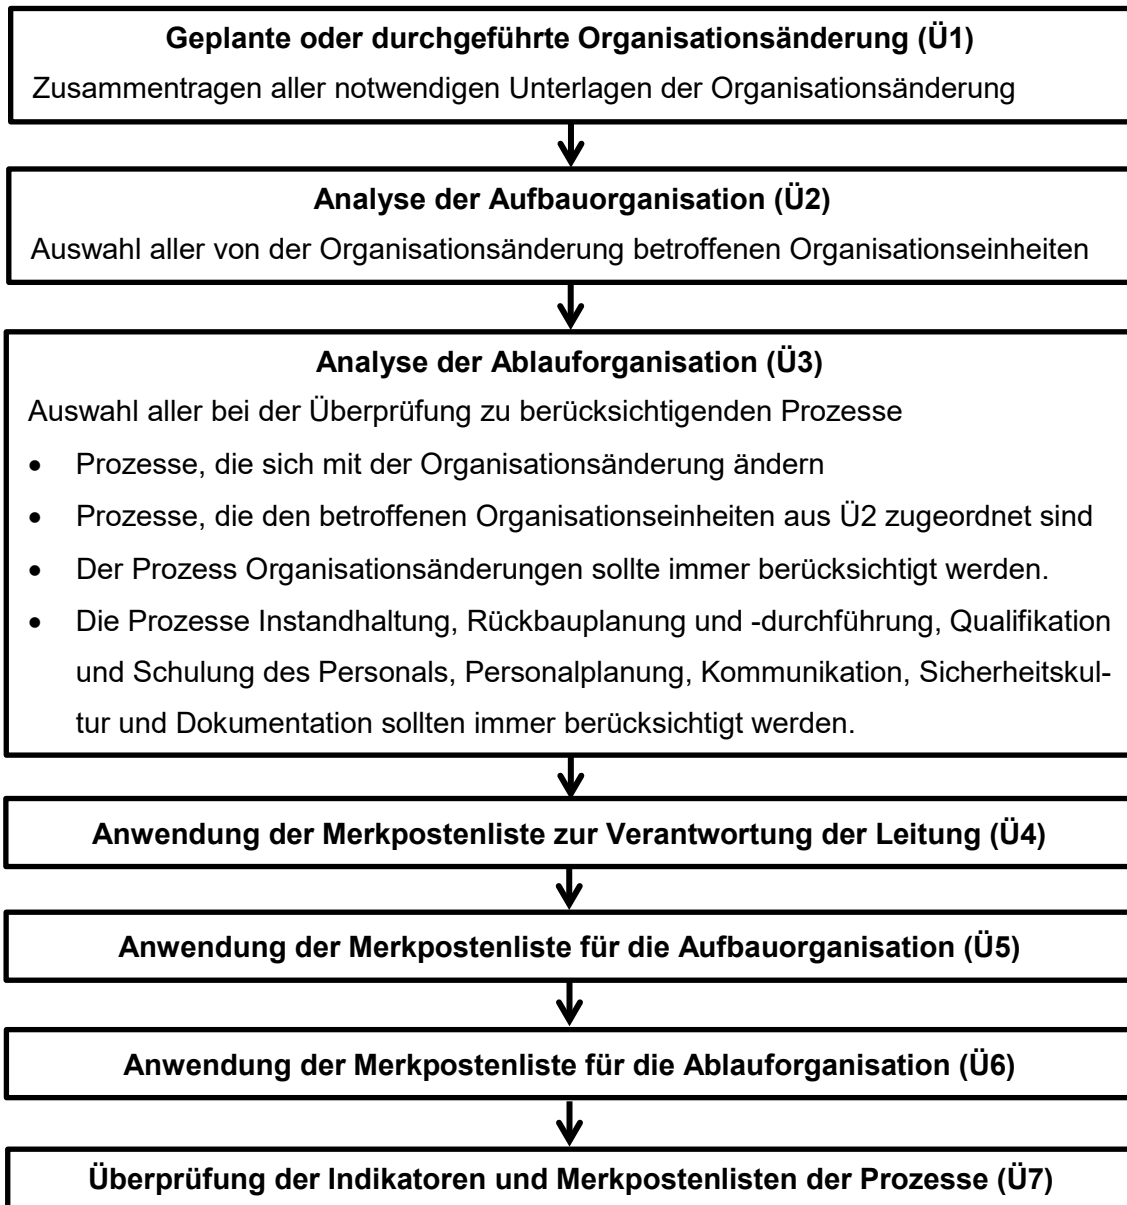 Geplante oder durchgeführte Organisationsänderung (Ü1)
Zusammentragen aller notwendigen Unterlagen der Organisationsänderung
Analyse der Aufbauorganisation (Ü2)
Auswahl aller von der Organisationsänderung betroffenen Organisationseinheiten
Analyse der Ablauforganisation (Ü3)
Auswahl aller bei der Überprüfung zu berücksichtigenden Prozesse
• Prozesse, die sich mit der Organisationsänderung ändern
• Prozesse, die den betroffenen Organisationseinheiten aus Ü2 zugeordnet sind
• Der Prozess Organisationsänderungen sollte immer berücksichtigt werden.
• Die Prozesse Instandhaltung, Rückbauplanung und -durchführung, Qualifikation
und Schulung des Personals, Personalplanung, Kommunikation, Sicherheitskul-
tur und Dokumentation sollten immer berücksichtigt werden.
Anwendung der Merkpostenliste zur Verantwortung der Leitung (Ü4)
Anwendung der Merkpostenliste für die Aufbauorganisation (Ü5)
Anwendung der Merkpostenliste für die Ablauforganisation (Ü6)
Überprüfung der Indikatoren und Merkpostenlisten der Prozesse (Ü7)